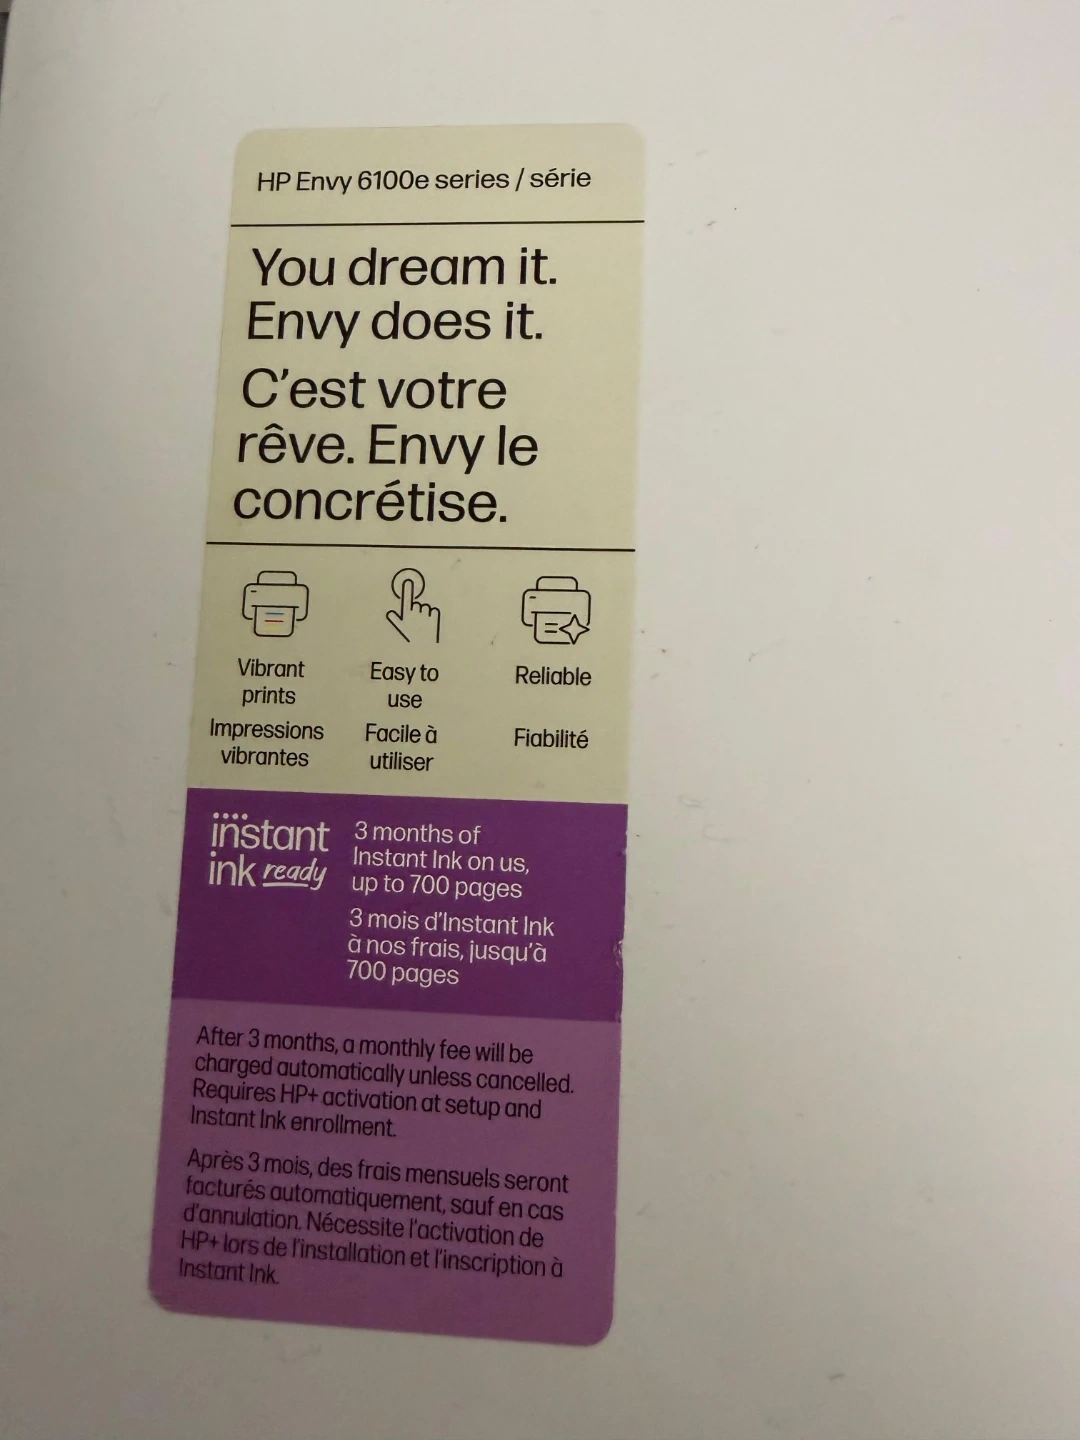 HP Envy 6100e series / série
You dream it.
Envy does it.
C'est votre
rêve. Envy le
concrétise.
Vibrant
prints
Impressions
vibrantes
Easy to
use
Facile à
utiliser
Reliable
Fiabilité
instant
ink ready
3 months of
Instant Ink on us,
up to 700 pages
3 mois d'Instant Ink
à nos frais, jusqu'à
700 pages
After 3 months, a monthly fee will be
charged automatically unless cancelled.
Requires HP+ activation at setup and
Instant Ink enrollment.
Après 3 mois, des frais mensuels seront
facturés automatiquement, sauf en cas
d'annulation. Nécessite l'activation de
HP+ lors de l'installation et l'inscription à
Instant Ink.